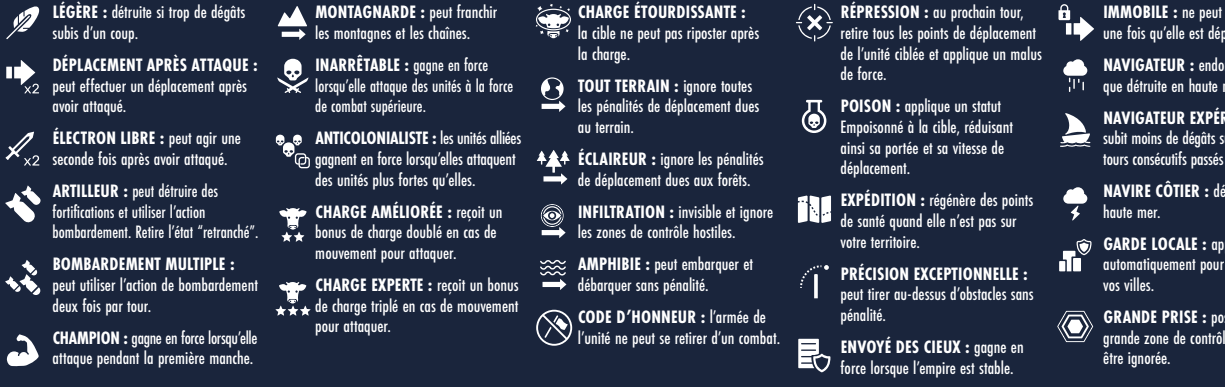 LÉGÈRE : détruite si trop de dégâts
subis d'un coup.
DÉPLACEMENT APRÈS ATTAQUE :
x2
peut effectuer un déplacement après
avoir attaqué.
ÉLECTRON LIBRE : peut agir une
x2
seconde fois après avoir attaqué.
ARTILLEUR : peut détruire des
fortifications et utiliser l'action
bombardement. Retire l'état "retranché".
BOMBARDEMENT MULTIPLE :
peut utiliser l'action de bombardement
deux fois par tour.
CHAMPION : gagne en force lorsqu'elle
attaque pendant la première manche.
MONTAGNARDE : peut franchir
les montagnes et les chaînes.
INARRÊTABLE : gagne en force
lorsqu'elle attaque des unités à la force
de combat supérieure.
ANTICOLONIALISTE : les unités alliées
gagnent en force lorsqu'elles attaquent
des unités plus fortes qu'elles.
CHARGE AMÉLIORÉE : reçoit un
bonus de charge doublé en cas de
mouvement pour attaquer.
CHARGE EXPERTE : reçoit un bonus
de charge triplé en cas de mouvement
pour attaquer.
CHARGE ÉTOURDISSANTE :
la cible ne peut pas riposter après
la charge.
TOUT TERRAIN : ignore toutes
les pénalités de déplacement dues
au terrain.
ÉCLAIREUR : ignore les pénalités
de déplacement dues aux forêts.
INFILTRATION : invisible et ignore
les zones de contrôle hostiles.
AMPHIBIE : peut embarquer et
débarquer sans pénalité.
CODE D'HONNEUR : l'armée de
l'unité ne peut se retirer d'un combat.
RÉPRESSION : au prochain tour,
retire tous les points de déplacement
de l'unité ciblée et applique un malus
de force.
POISON : applique un statut
Empoisonné à la cible, réduisant
ainsi sa portée et sa vitesse de
déplacement.
EXPÉDITION : régénère des points
de santé quand elle n'est pas sur
votre territoire.
PRÉCISION EXCEPTIONNELLE :
peut tirer au-dessus d'obstacles sans
pénalité.
ENVOYÉ DES CIEUX : gagne en
force lorsque l'empire est stable.
IMMOBILE : ne peut
une fois qu'elle est
NAVIGATEUR :
que détruite en haute
NAVIGATEUR
subit moins de dégâts
tours consécutifs passés
NAVIRE CÔTIER :
haute mer.
GARDE LOCALE :
automatiquement pour
vos villes.
GRANDE PRISE :
grande zone de
être ignorée.